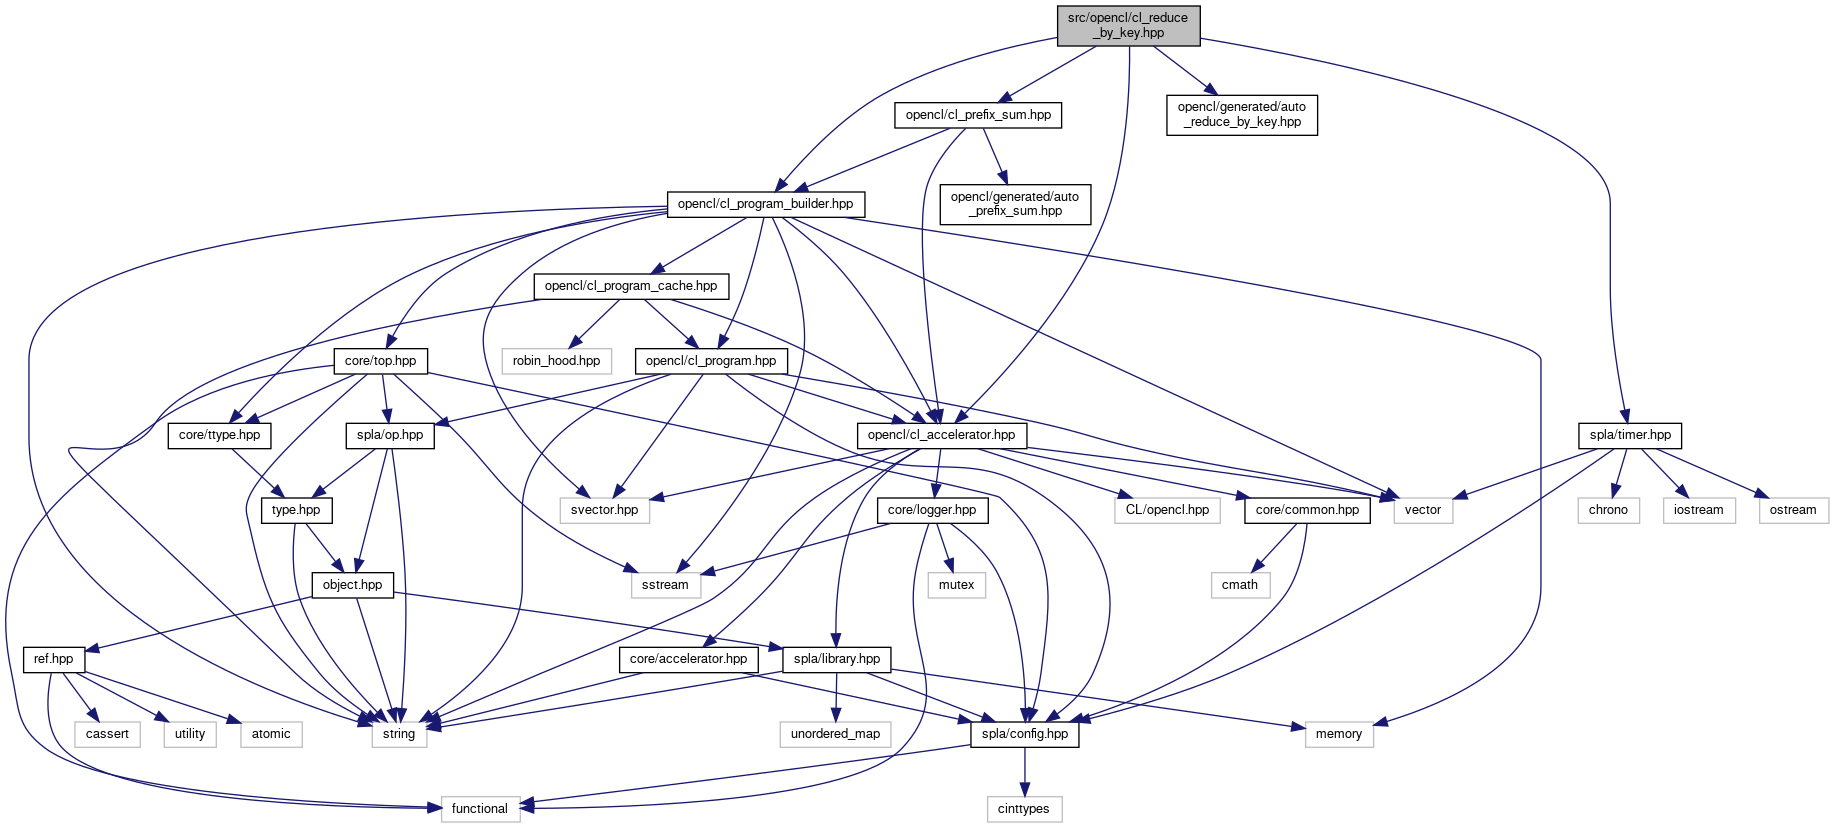 src/opencl/cl_reduce
_by_key.hpp
opencl/cl_prefix_sum.hpp
opencl/generated/auto
_reduce_by_key.hpp
opencl/cl_program_builder.hpp
opencl/generated/auto
_prefix_sum.hpp
opencl/cl_program_cache.hpp
core/top.hpp
robin_hood.hpp
opencl/cl_program.hpp
core/ttype.hpp
spla/op.hpp
opencl/cl_accelerator.hpp
spla/timer.hpp
type.hpp
svector.hpp
core/logger.hpp
CL/opencl.hpp
core/common.hpp
vector
chrono
iostream
ostream
object.hpp
sstream
mutex
cmath
ref.hpp
core/accelerator.hpp
spla/library.hpp
cassert
utility
atomic
string
unordered_map
spla/config.hpp
memory
functional
cinttypes